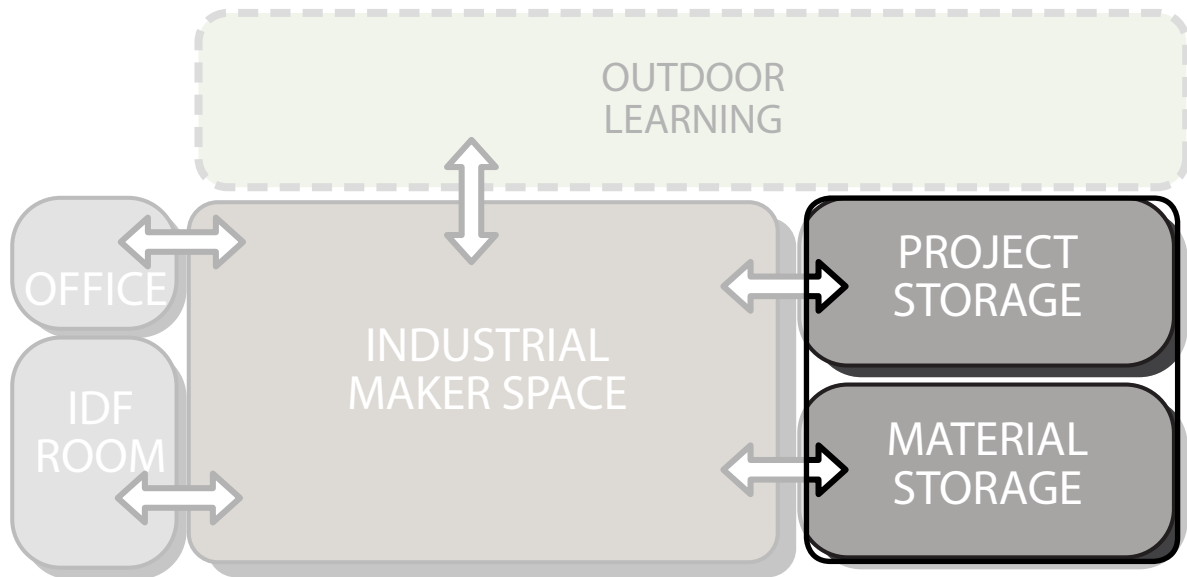 OUTDOOR
LEARNING
OFFICE
IDF
ROOM
INDUSTRIAL
MAKER SPACE
PROJECT
STORAGE
MATERIAL
STORAGE